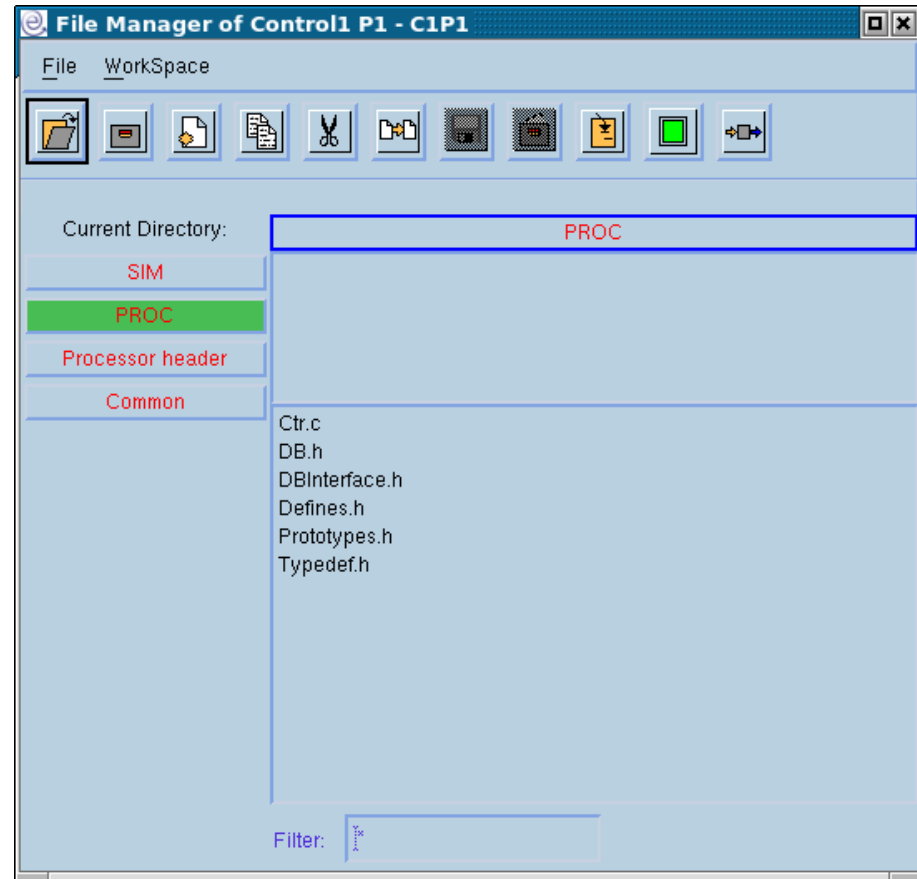 File Manager of Control1 P1 - C1P1
File WorkSpace
Current Directory: PROC
SIM
PROC
Processor header
Common
Ctr.c
DB.h
DBInterface.h
Defines.h
Prototypes.h
Typedef.h
Filter: *